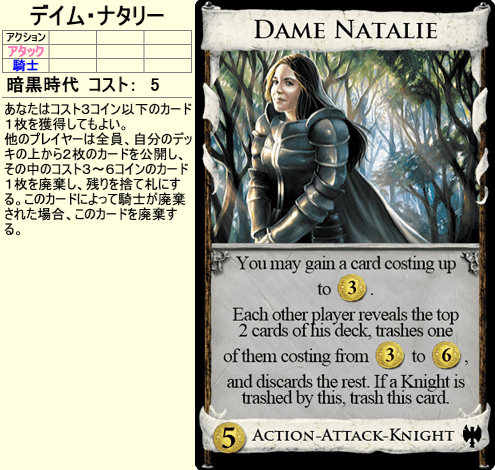 デイム・ナタリー
アクション
アタック
騎士
暗黒時代 コスト： 5
あなたはコスト3コイン以下のカード
1枚を獲得してもよい。
他のプレイヤーは全員、自分のデッ
キの上から2枚のカードを公開し、
その中のコスト3～6コインのカード
1枚を廃棄し、残りを捨て札にす
る。このカードによって騎士が廃棄
された場合、このカードを廃棄す
る。
DAME NATALIE
You may gain a card costing up
to 3 .
Each other player reveals the top
2 cards of his deck, trashes one
of them costing from 3 to 6 ,
and discards the rest. If a Knight is
trashed by this, trash this card.
5 ACTION-ATTACK-KNIGHT